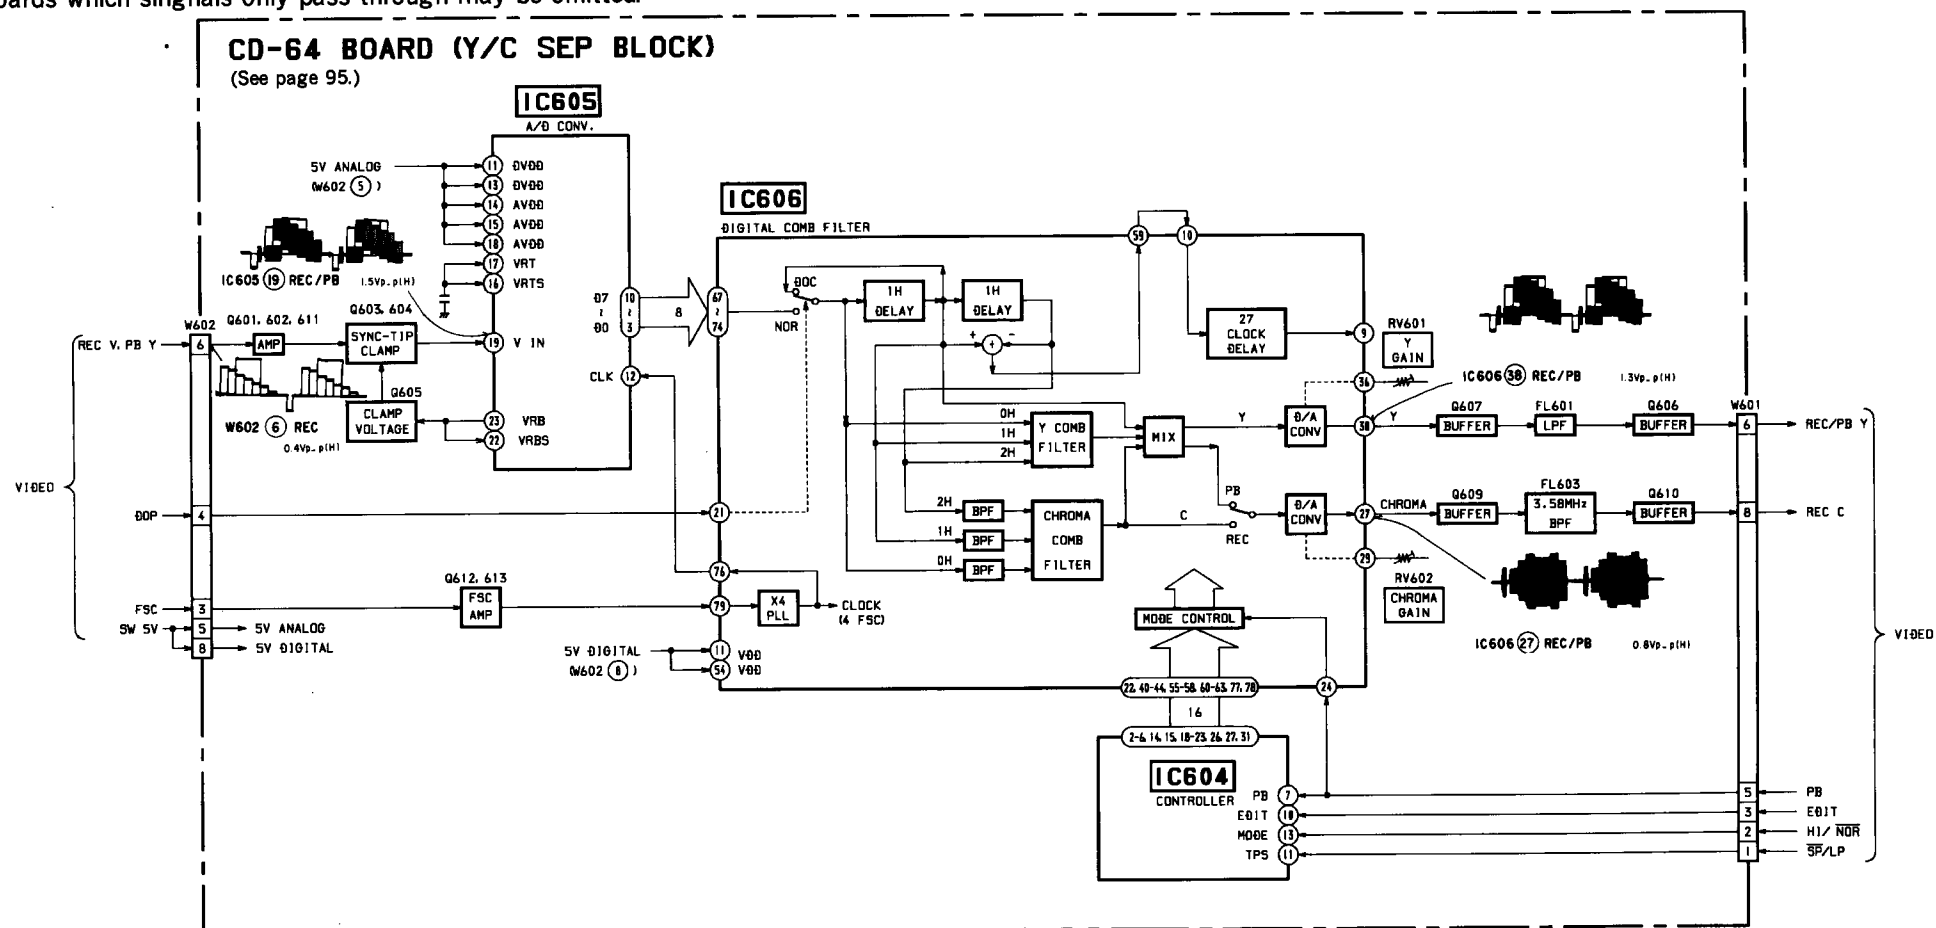 oards which singnals only pass through may be omitted.
CD-64 BOARD (Y/C SEP BLOCK)
(See page 95.)
IC605
A/D CONV.
5V ANALOG
(W602 5 )
11 DVDD
13 DVDD
14 AVDD
15 AVDD
18 AVDD
17 VRT
16 VRTS
IC605 19 REC/PB
1.5Vp-p(H)
Q603, 604
SYNC-TIP
CLAMP
19 V IN
W602
Q601, 602, 611
REC V. PB Y
6
AMP
Q605
CLAMP
VOLTAGE
W602 6 REC
0.4Vp-p(H)
CLK 12
23 VRB
22 VRBS
D7 10
~ ~
D0 3
8
IC606
DIGITAL COMB FILTER
67
~
74
DOC
NOR
1H
DELAY
1H
DELAY
+ -
+
59
10
27
CLOCK
DELAY
9
RV601
Y
GAIN
36
IC606 38 REC/PB
1.3Vp-p(H)
0H
1H
2H
Y COMB
FILTER
MIX
Y
D/A
CONV
38
Y
Q607
BUFFER
FL601
LPF
Q606
BUFFER
W601
6
REC/PB Y
2H
BPF
1H
BPF
0H
BPF
CHROMA
COMB
FILTER
C
PB
REC
D/A
CONV
27
CHROMA
Q609
BUFFER
FL603
3.58MHz
BPF
Q610
BUFFER
8
REC C
29
RV602
CHROMA
GAIN
IC606 27 REC/PB
0.8Vp-p(H)
VIDEO
DOP
4
21
76
Q612, 613
FSC
AMP
FSC
3
79
X4
PLL
CLOCK
(4 FSC)
SW 5V
5
5V ANALOG
8
5V DIGITAL
5V DIGITAL
(W602 8 )
11 VDD
54 VDD
MODE CONTROL
22, 40-44, 55-58, 60-63, 77, 78
24
16
2-6, 14, 15, 18-23, 26, 27, 31
IC604
CONTROLLER
PB 7
EDIT 10
MODE 13
TPS 11
5 PB
3 EDIT
2 HI/NOR
1 SP/LP
VIDEO